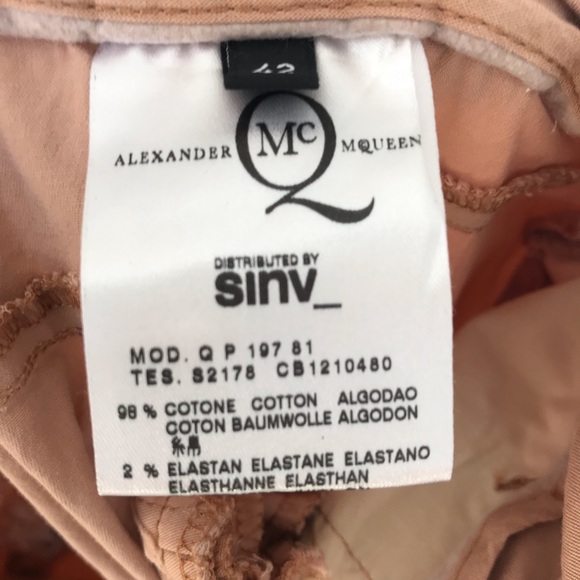 42
ALEXANDER McQ McQUEEN
DISTRIBUTED BY
sinv_
MOD. Q P 197 81
TES. S2178 CB1210480
98 % COTONE COTTON ALGODAO
COTON BAUMWOLLE ALGODON
2 % ELASTAN ELASTANE ELASTANO
ELASTHANNE ELASTHAN